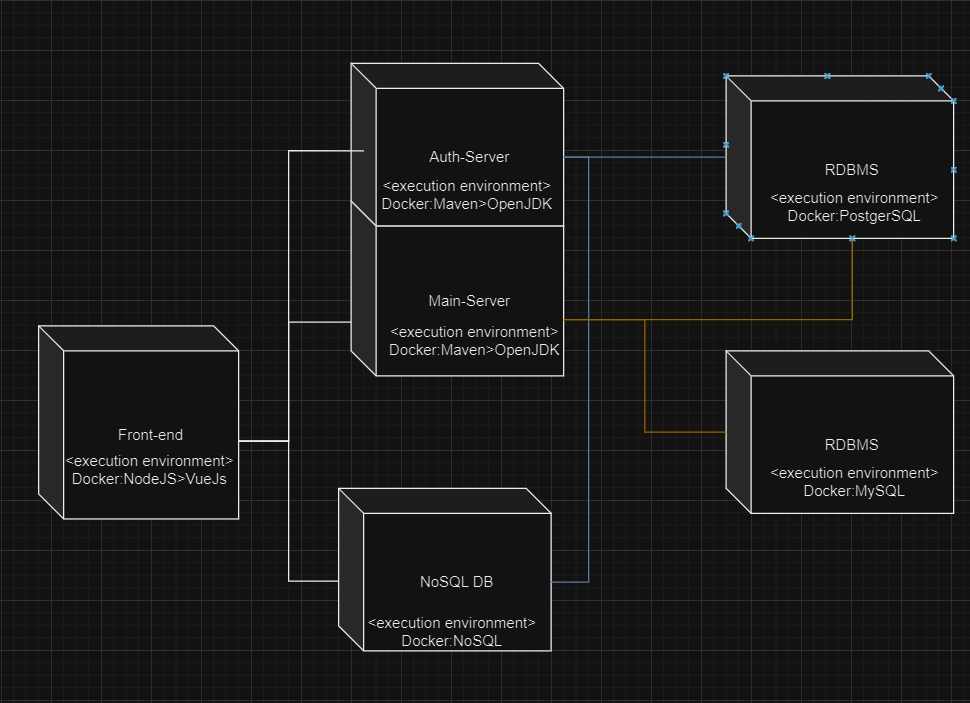 Auth-Server
<execution environment>
Docker:Maven>OpenJDK
RDBMS
<execution environment>
Docker:PostgerSQL
Main-Server
<execution environment>
Docker:Maven>OpenJDK
Front-end
<execution environment>
Docker:NodeJS>VueJs
RDBMS
<execution environment>
Docker:MySQL
NoSQL DB
<execution environment>
Docker:NoSQL